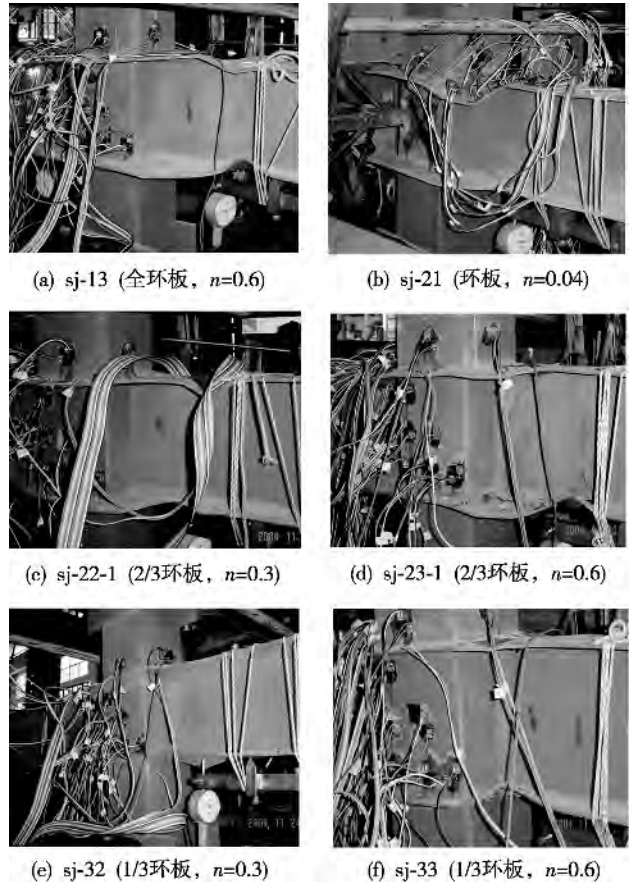 (a) sj-13 (全环板，n=0.6)
(b) sj-21 (环板，n=0.04)
(c) sj-22-1 (2/3环板，n=0.3)
(d) sj-23-1 (2/3环板，n=0.6)
(e) sj-32 (1/3环板，n=0.3)
(f) sj-33 (1/3环板，n=0.6)